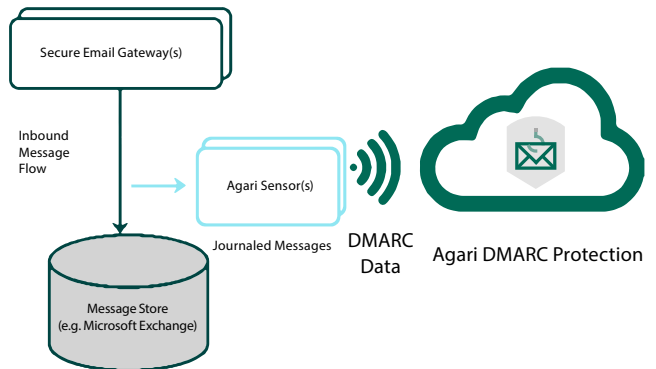 Secure Email Gateway(s)
Inbound
Message
Flow
Agari Sensor(s)
Journaled Messages
DMARC
Data
Agari DMARC Protection
Message Store
(e.g. Microsoft Exchange)